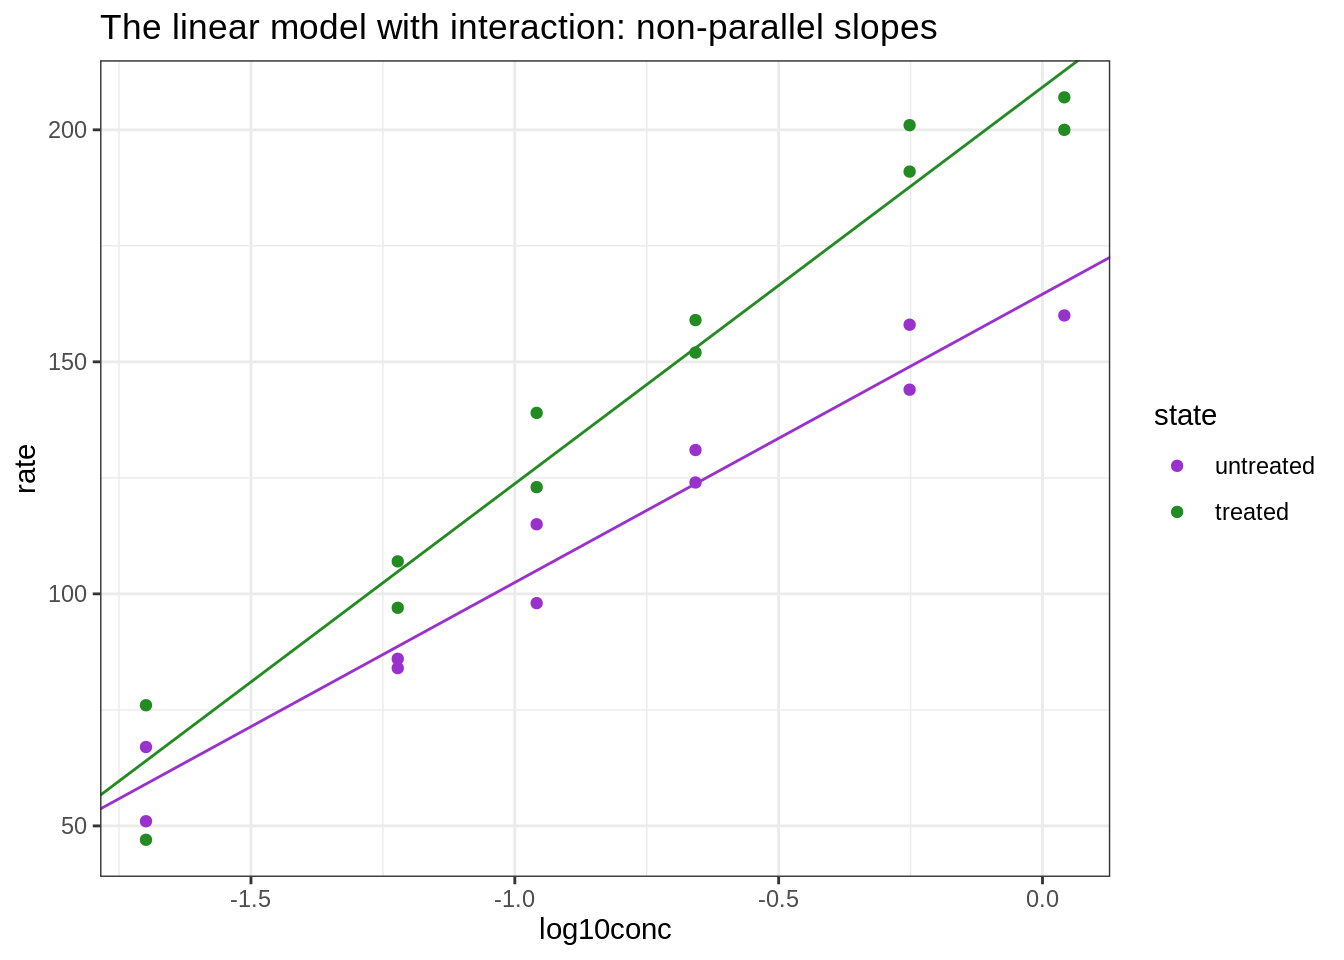 The linear model with interaction: non-parallel slopes
200
150
100
50
rate
-1.5
-1.0
-0.5
0.0
log10conc
state
untreated
treated